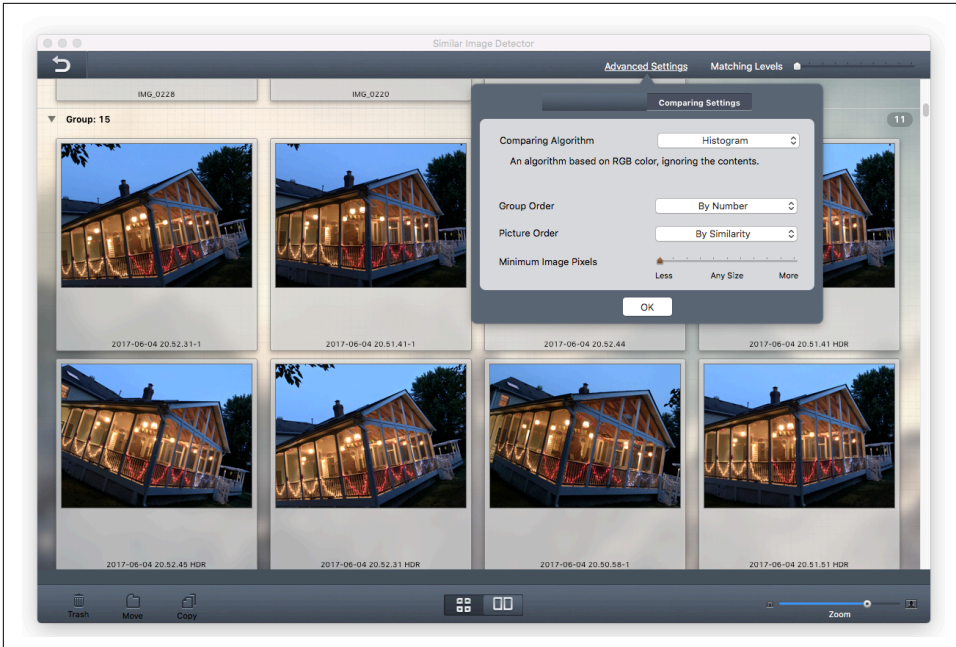 Similar Image Detector
Advanced Settings Matching Levels
IMG_0228 IMG_0220
Comparing Settings
Group: 15 11
Comparing Algorithm Histogram
An algorithm based on RGB color, ignoring the contents.
Group Order By Number
Picture Order By Similarity
Minimum Image Pixels
Less Any Size More
OK
2017-06-04 20.52.31-1 2017-06-04 20.51.41-1 2017-06-04 20.52.44 2017-06-04 20.51.41 HDR
2017-06-04 20.52.45 HDR 2017-06-04 20.52.31 HDR 2017-06-04 20.50.58-1 2017-06-04 20.51.51 HDR
Trash Move Copy Zoom